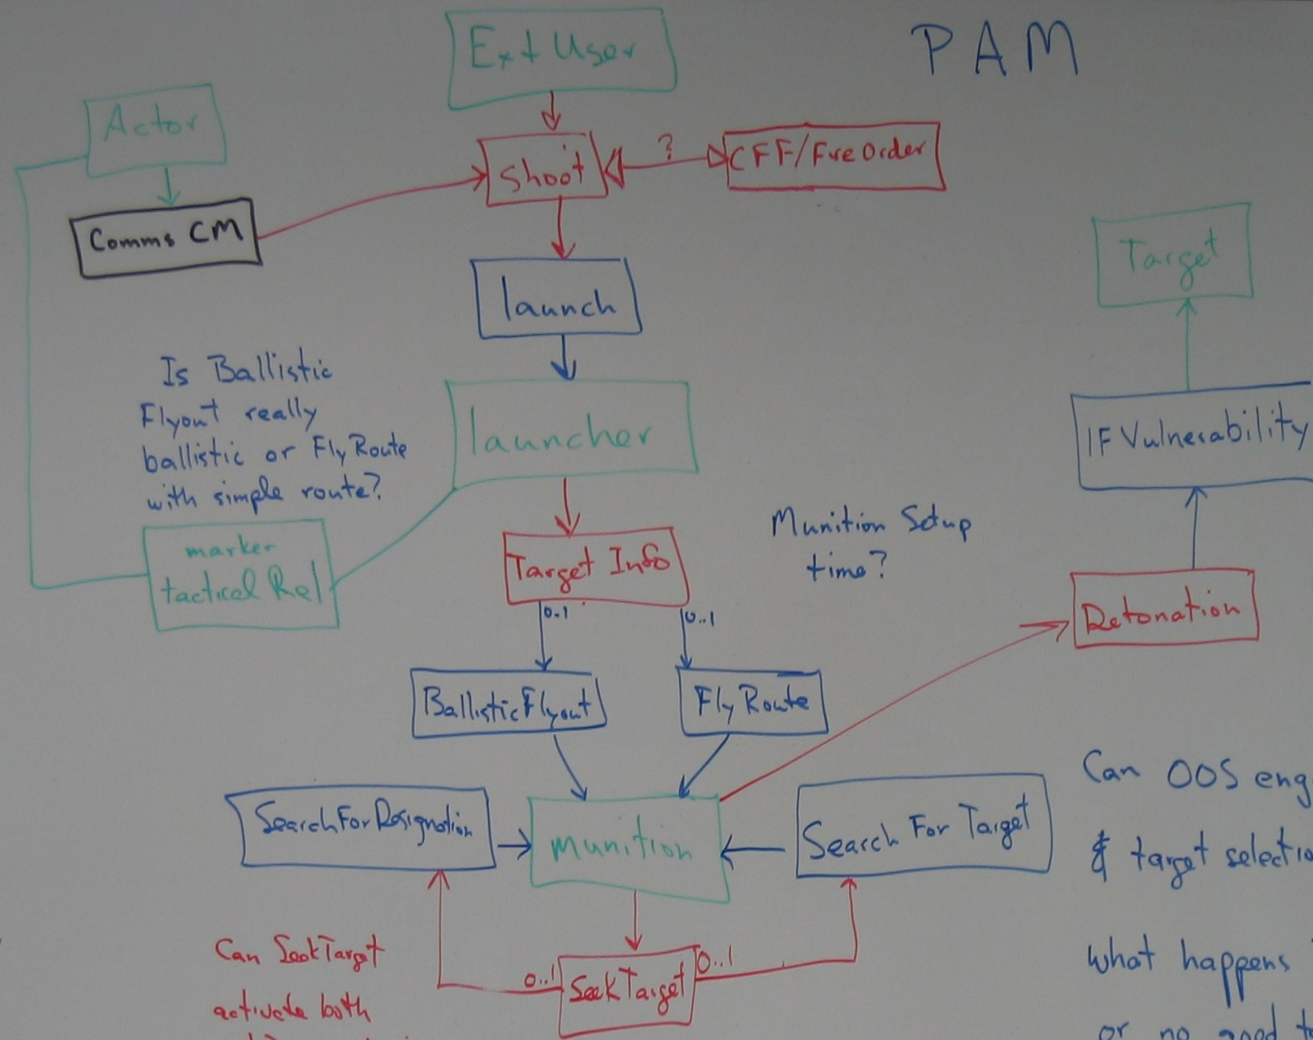 PAM
Ext User
Actor
Shoot
?
CFF/Fire Order
Comms CM
Target
launch
Is Ballistic
Flyout really
ballistic or Fly Route
with simple route?
launcher
IF Vulnerability
Munition Setup
time?
marker
tactical Rel
Target Info
0..1
0..1
Detonation
BallisticFlyout
Fly Route
SearchForDesignation
munition
Search For Target
Can OOS eng
& target selectio
Can SeekTarget
activate both
0..1
SeekTarget
0..1
what happens
or no good t